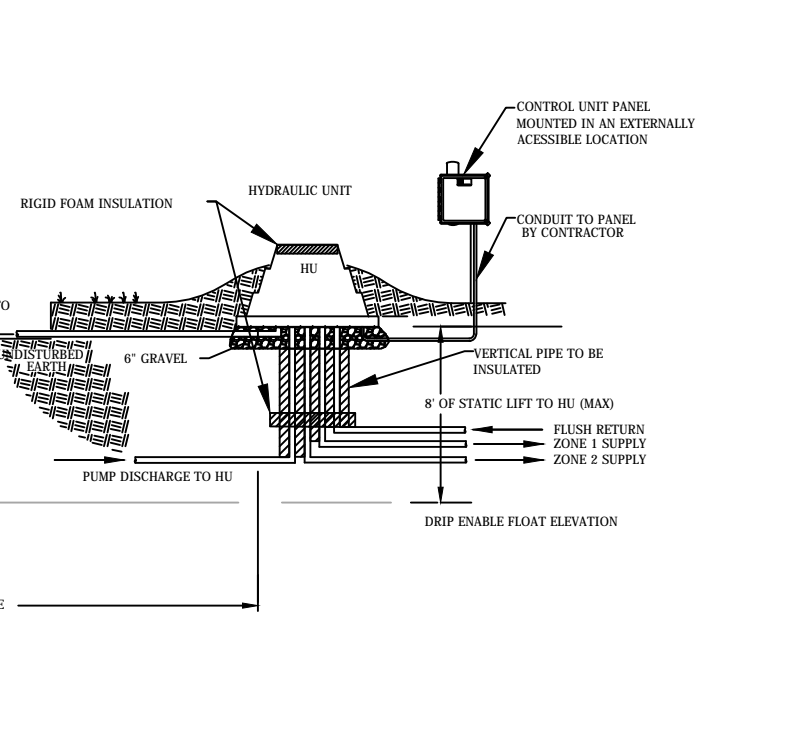 CONTROL UNIT PANEL
MOUNTED IN AN EXTERNALLY
ACESSIBLE LOCATION
HYDRAULIC UNIT
RIGID FOAM INSULATION
CONDUIT TO PANEL
BY CONTRACTOR
HU
TO
UNDISTURBED
EARTH
6" GRAVEL
VERTICAL PIPE TO BE
INSULATED
8' OF STATIC LIFT TO HU (MAX)
FLUSH RETURN
ZONE 1 SUPPLY
ZONE 2 SUPPLY
PUMP DISCHARGE TO HU
DRIP ENABLE FLOAT ELEVATION
E